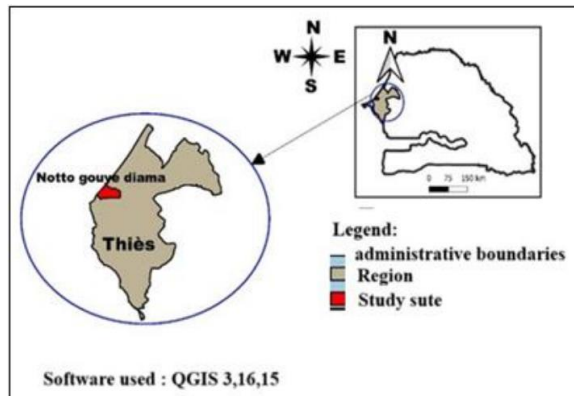 N
W E
S
N
0 75 150 km
Notto gouye diama
Thiès
Legend:
administrative boundaries
Region
Study sute
Software used : QGIS 3,16,15